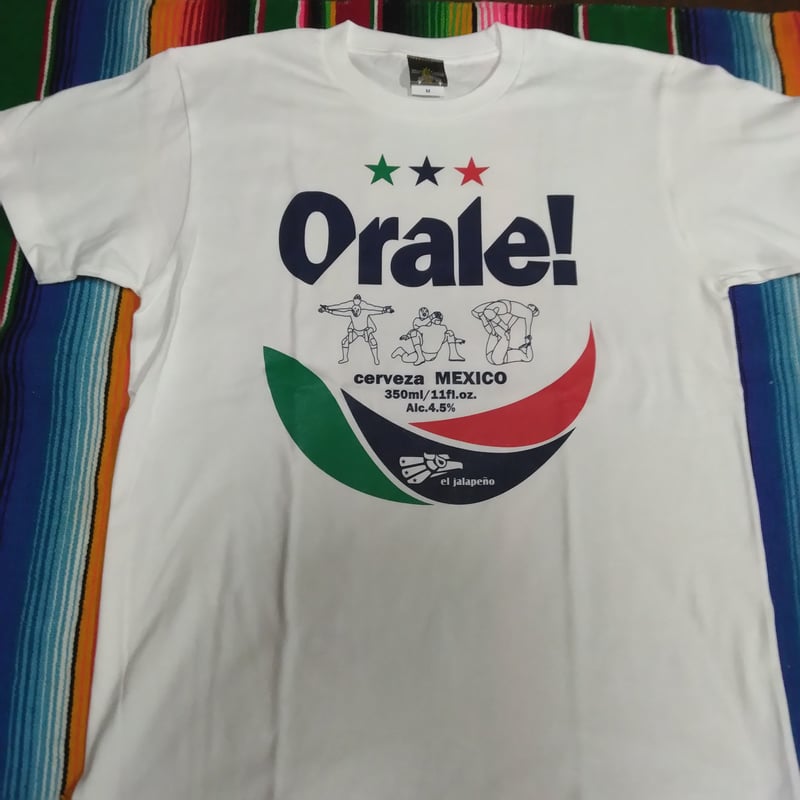 M
Orale!
cerveza MEXICO
350ml/11fl.oz.
Alc.4.5%
el jalapeño